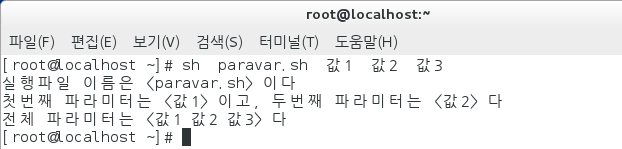 root@localhost:~
파일(F) 편집(E) 보기(V) 검색(S) 터미널(T) 도움말(H)
[root@localhost ~]# sh paravar.sh 값1 값2 값3
실행파일 이름은 <paravar.sh>이다
첫번째 파라미터는 <값1>이고, 두번째 파라미터는 <값2>다
전체 파라미터는 <값1 값2 값3>다
[root@localhost ~]#